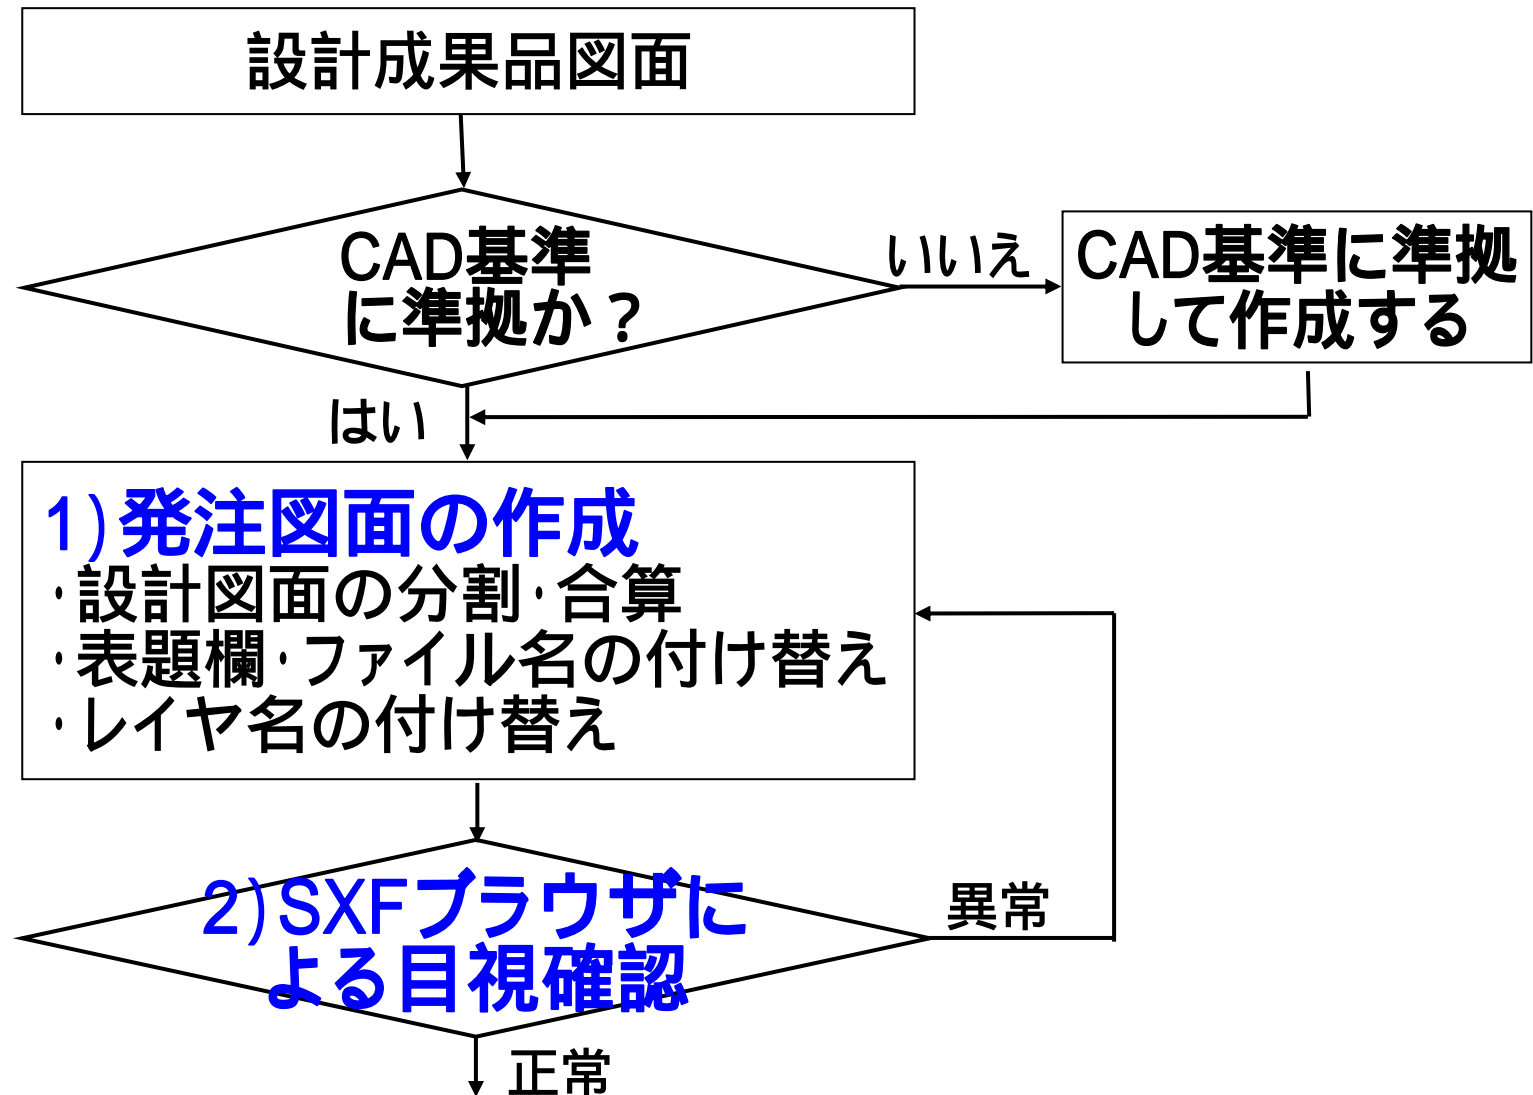 設計成果品図面
CAD基準
に準拠か？
いいえ
CAD基準に準拠
して作成する
はい
1)発注図面の作成
・設計図面の分割・合算
・表題欄・ファイル名の付け替え
・レイヤ名の付け替え
2)SXFブラウザに
よる目視確認
異常
正常